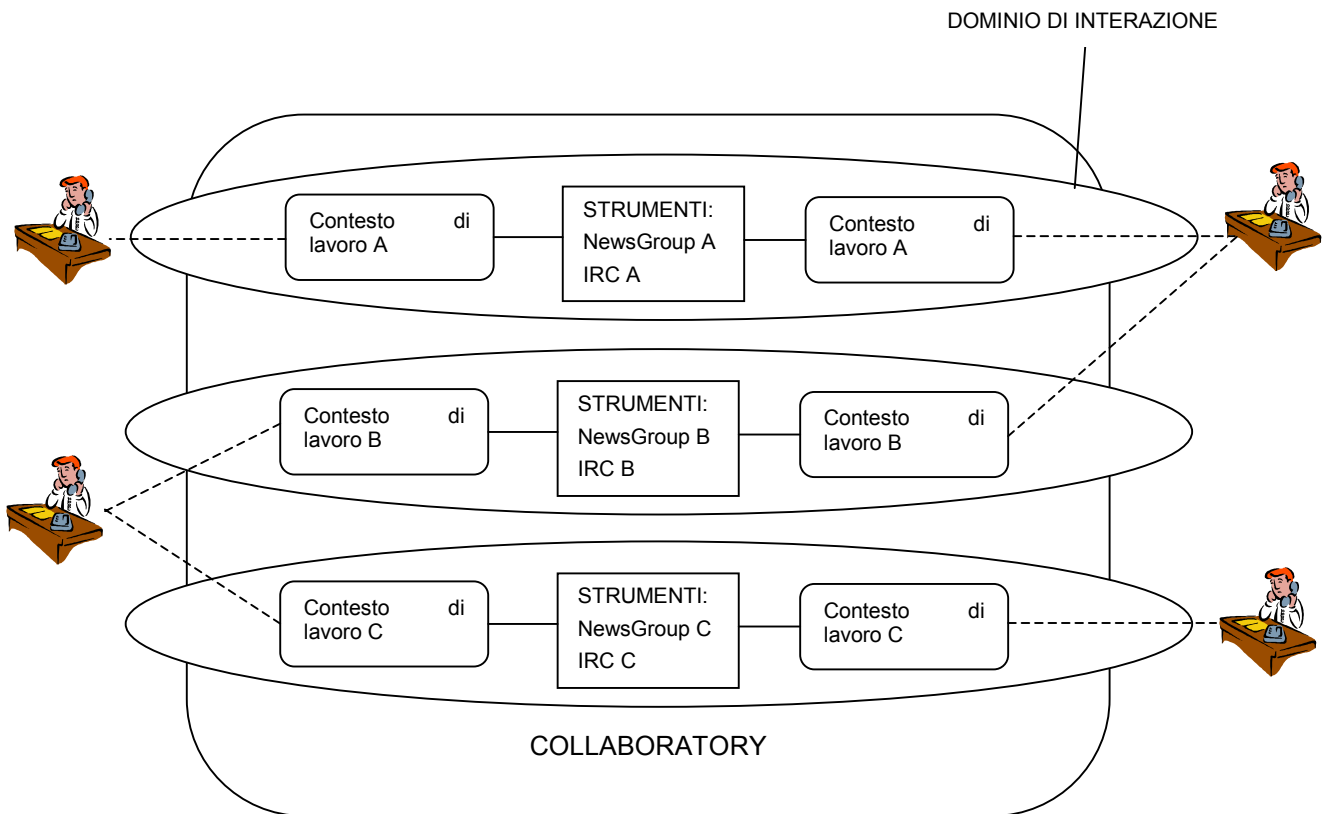 DOMINIO DI INTERAZIONE
Contesto di
lavoro A
STRUMENTI:
NewsGroup A
IRC A
Contesto di
lavoro A
Contesto di
lavoro B
STRUMENTI:
NewsGroup B
IRC B
Contesto di
lavoro B
Contesto di
lavoro C
STRUMENTI:
NewsGroup C
IRC C
Contesto di
lavoro C
COLLABORATORY